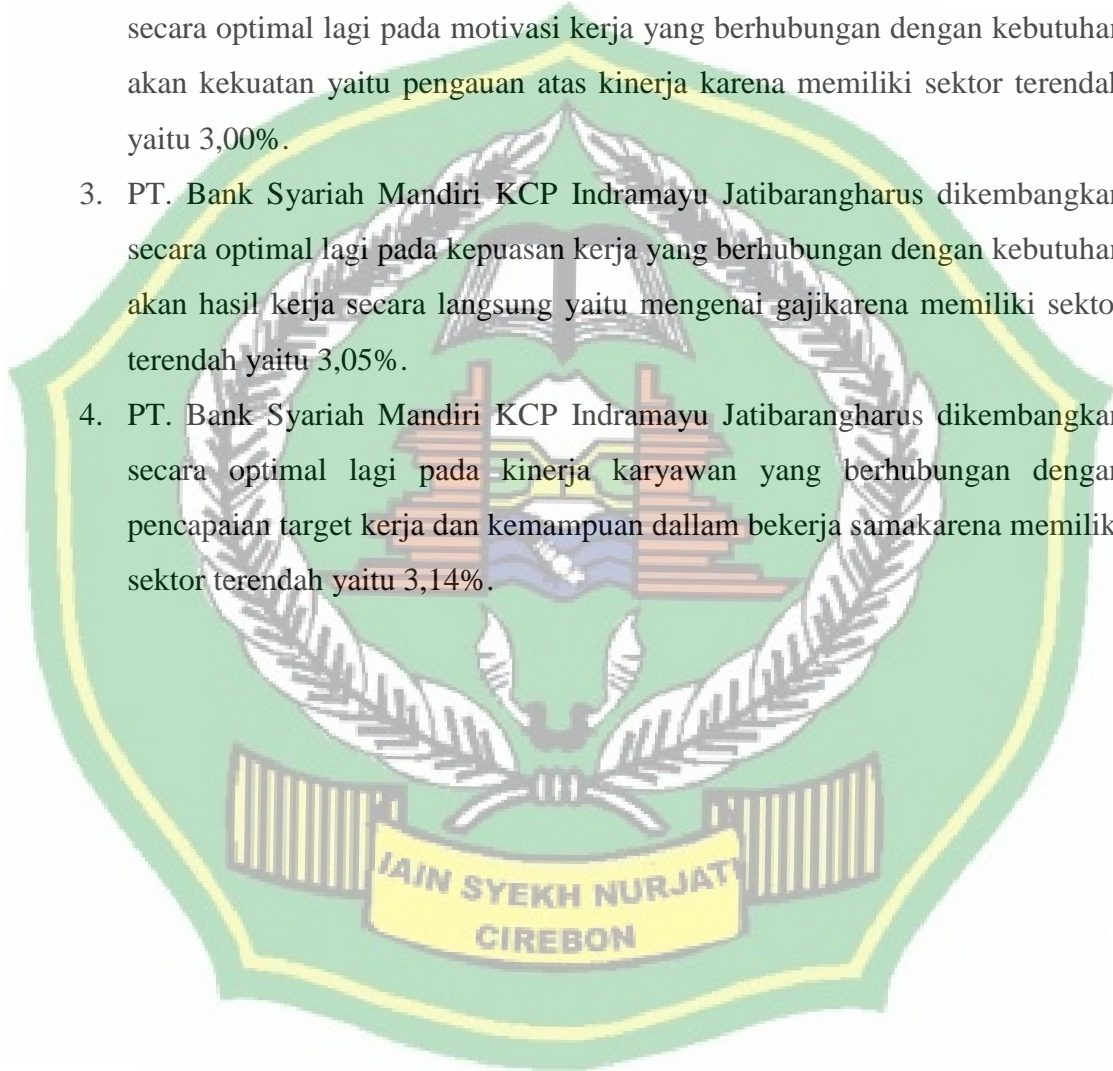 secara optimal lagi pada motivasi kerja yang berhubungan dengan kebutuhan
akan kekuatan yaitu pengauan atas kinerja karena memiliki sektor terendah
yaitu 3,00%.
3. PT. Bank Syariah Mandiri KCP Indramayu Jatibarangharus dikembangkan
secara optimal lagi pada kepuasan kerja yang berhubungan dengan kebutuhan
akan hasil kerja secara langsung yaitu mengenai gajikarena memiliki sektor
terendah yaitu 3,05%.
4. PT. Bank Syariah Mandiri KCP Indramayu Jatibarangharus dikembangkan
secara optimal lagi pada kinerja karyawan yang berhubungan dengan
pencapaian target kerja dan kemampuan dallam bekerja samakarena memiliki
sektor terendah yaitu 3,14%.
IAIN SYEKH NURJATI
CIREBON